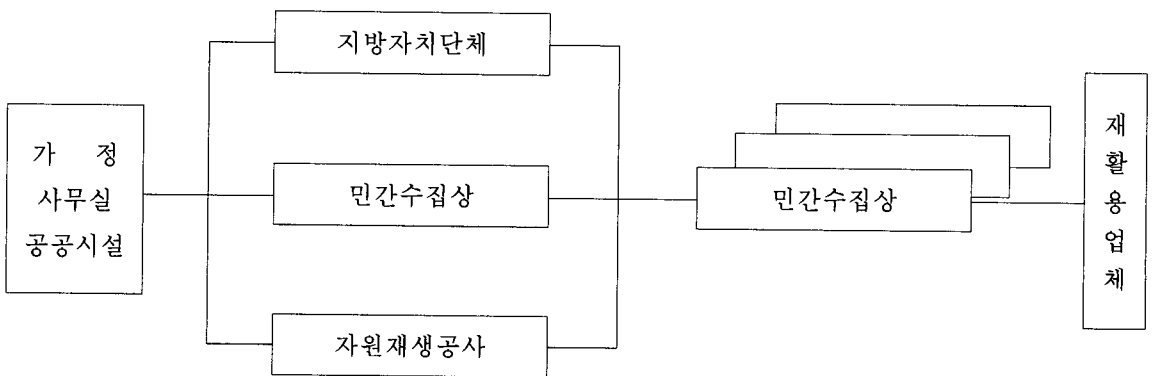 지방자치단체
가 정
사무실
공공시설
민간수집상
자원재생공사
민간수집상
재
활
용
업
체